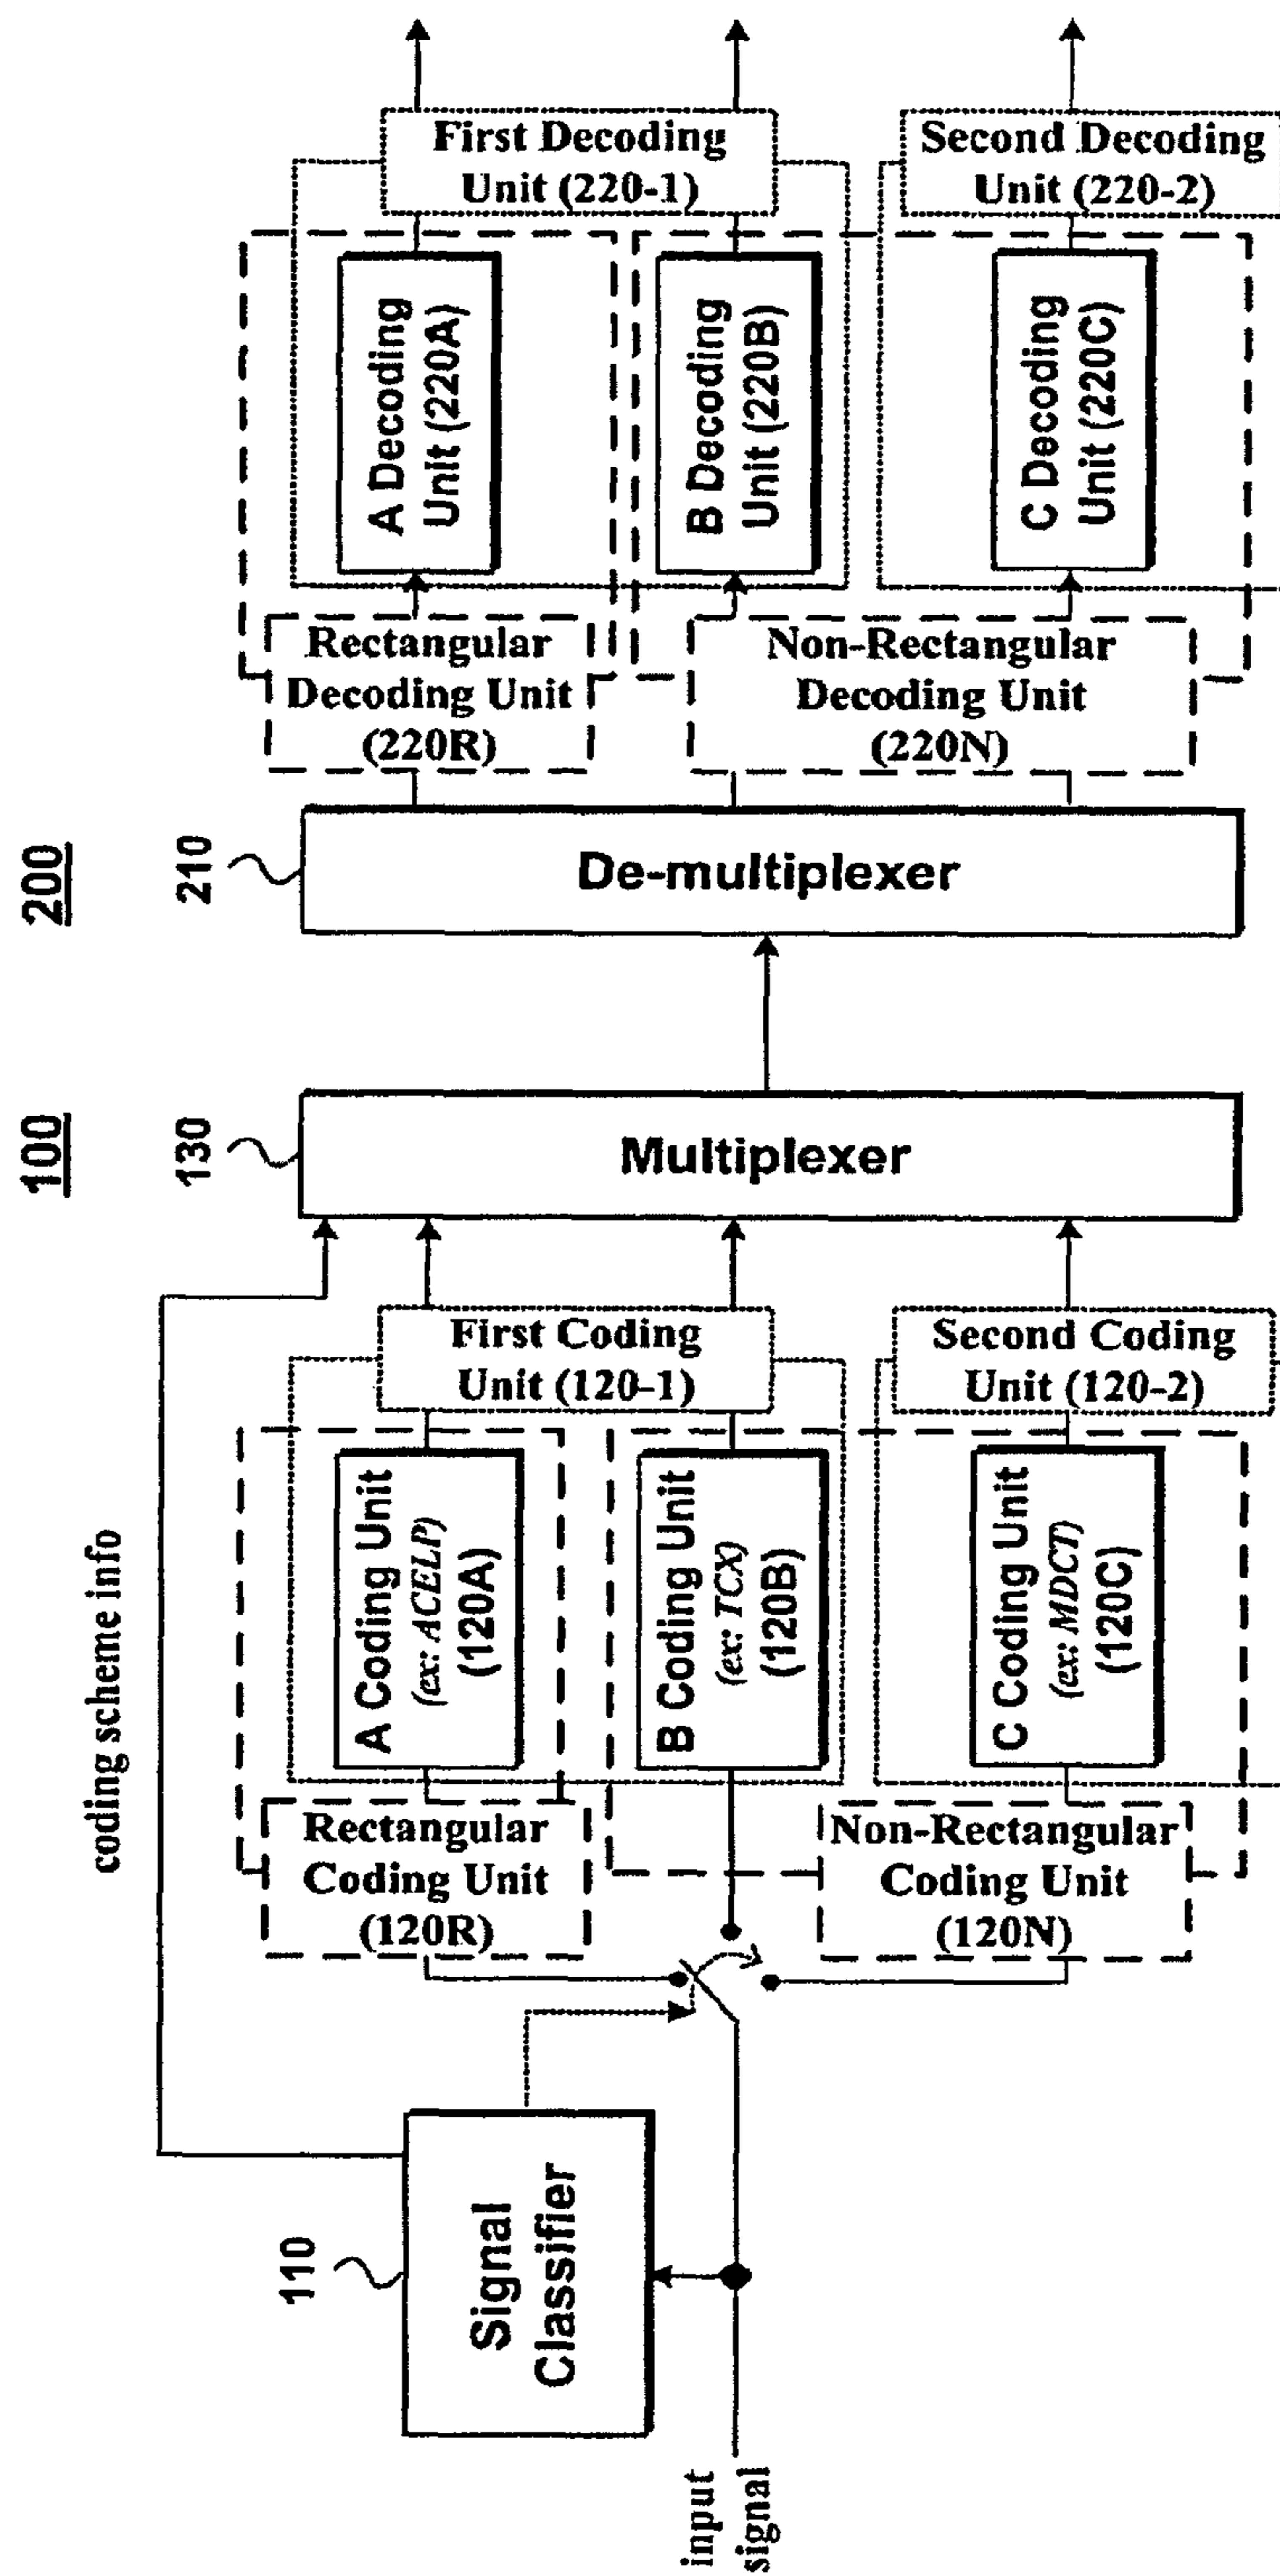 100
200
coding scheme info
110
Signal
Classifier
input
signal
Rectangular
Coding Unit
(120R)
Non-Rectangular
Coding Unit
(120N)
A Coding Unit
(ex: ACELP)
(120A)
B Coding Unit
(ex: TCX)
(120B)
C Coding Unit
(ex: MDCT)
(120C)
First Coding
Unit (120-1)
Second Coding
Unit (120-2)
130
Multiplexer
210
De-multiplexer
Rectangular
Decoding Unit
(220R)
Non-Rectangular
Decoding Unit
(220N)
A Decoding
Unit (220A)
B Decoding
Unit (220B)
C Decoding
Unit (220C)
First Decoding
Unit (220-1)
Second Decoding
Unit (220-2)